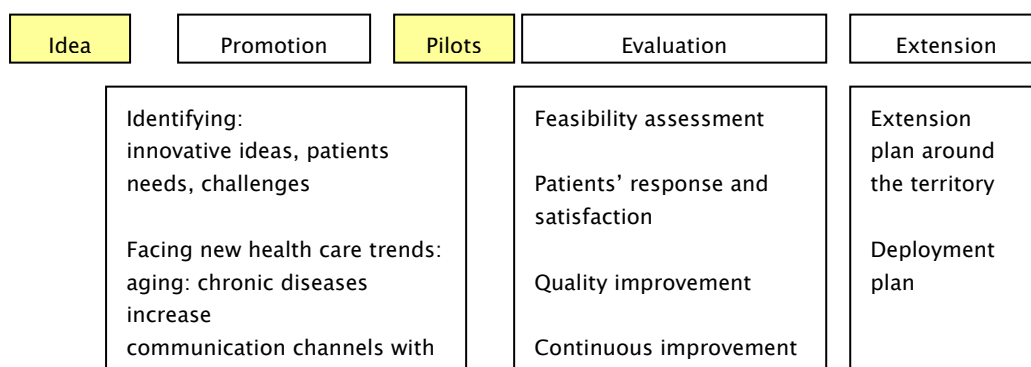 Idea
Promotion
Pilots
Evaluation
Extension
Identifying:
innovative ideas, patients
needs, challenges
Facing new health care trends:
aging: chronic diseases
increase
communication channels with
Feasibility assessment
Patients’ response and
satisfaction
Quality improvement
Continuous improvement
Extension
plan around
the territory
Deployment
plan